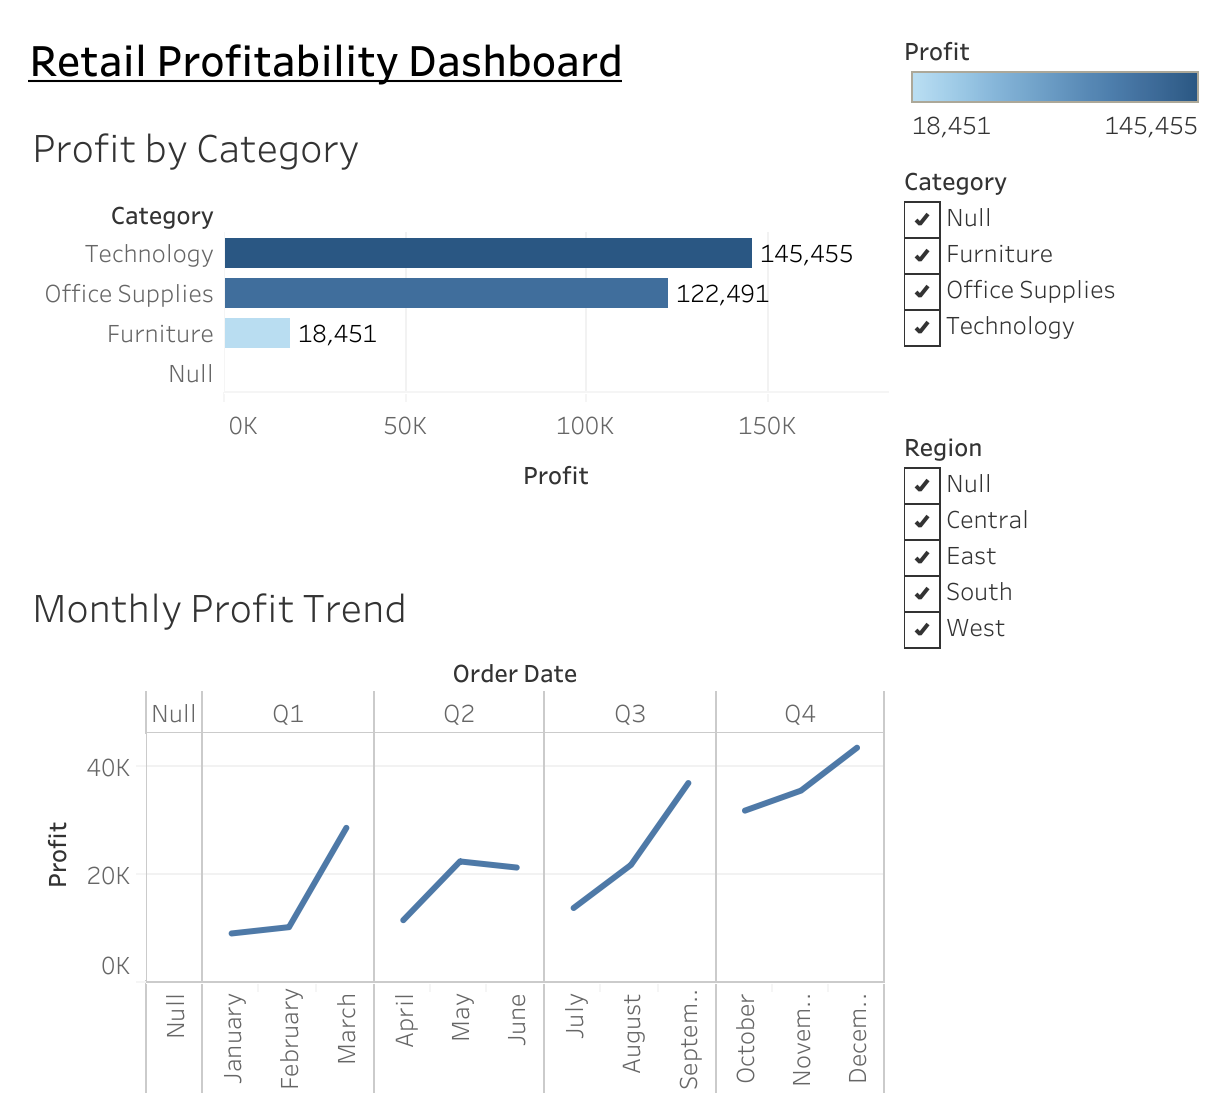 Retail Profitability Dashboard
Profit by Category
Category
Technology 145,455
Office Supplies 122,491
Furniture 18,451
Null
0K 50K 100K 150K
Profit
Monthly Profit Trend
Order Date
Null Q1 Q2 Q3 Q4
Profit
40K
20K
0K
Null January February March April May June July August Septem.. October Novem.. Decem..
Profit
18,451 145,455
Category
Null
Furniture
Office Supplies
Technology
Region
Null
Central
East
South
West